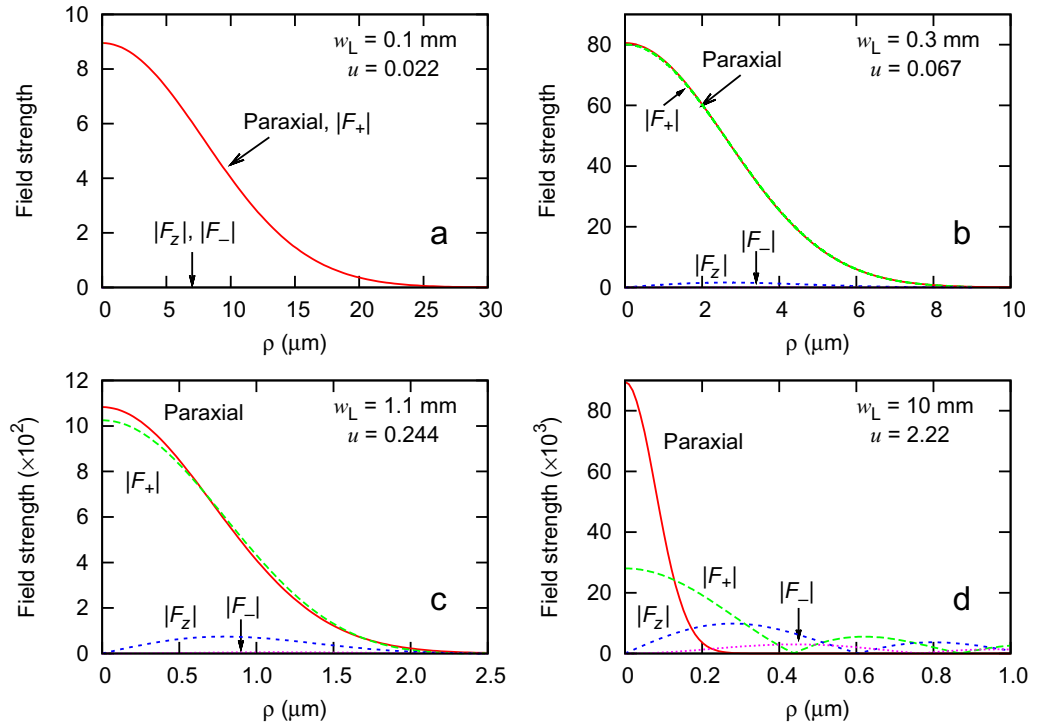 10
8
6
4
2
0
0
5
10
15
20
25
30
Field strength
ρ (μm)
w_L = 0.1 mm
u = 0.022
Paraxial, |F₊|
|F_z|, |F₋|
a
80
60
40
20
0
0
2
4
6
8
10
Field strength
ρ (μm)
w_L = 0.3 mm
u = 0.067
Paraxial
|F₊|
|F_z|
|F₋|
b
12
10
8
6
4
2
0
0
0.5
1.0
1.5
2.0
2.5
Field strength (×10²)
ρ (μm)
w_L = 1.1 mm
u = 0.244
Paraxial
|F₊|
|F_z|
|F₋|
c
80
60
40
20
0
0
0.2
0.4
0.6
0.8
1.0
Field strength (×10³)
ρ (μm)
w_L = 10 mm
u = 2.22
Paraxial
|F₊|
|F_z|
|F₋|
d